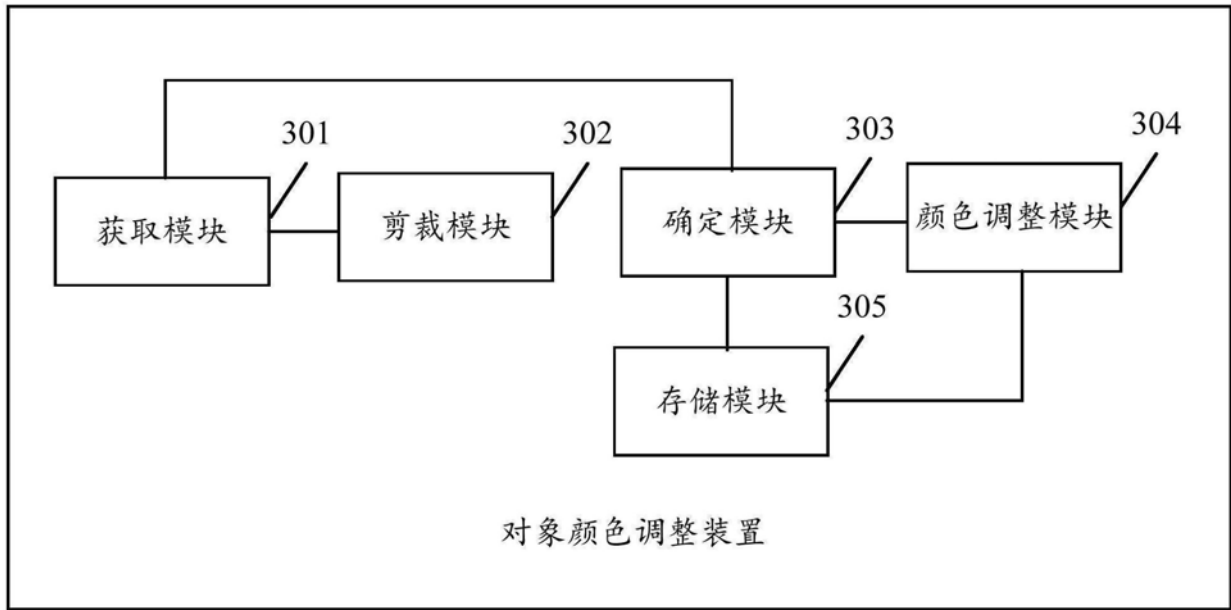 301
302
303
304
获取模块
剪裁模块
确定模块
颜色调整模块
305
存储模块
对象颜色调整装置